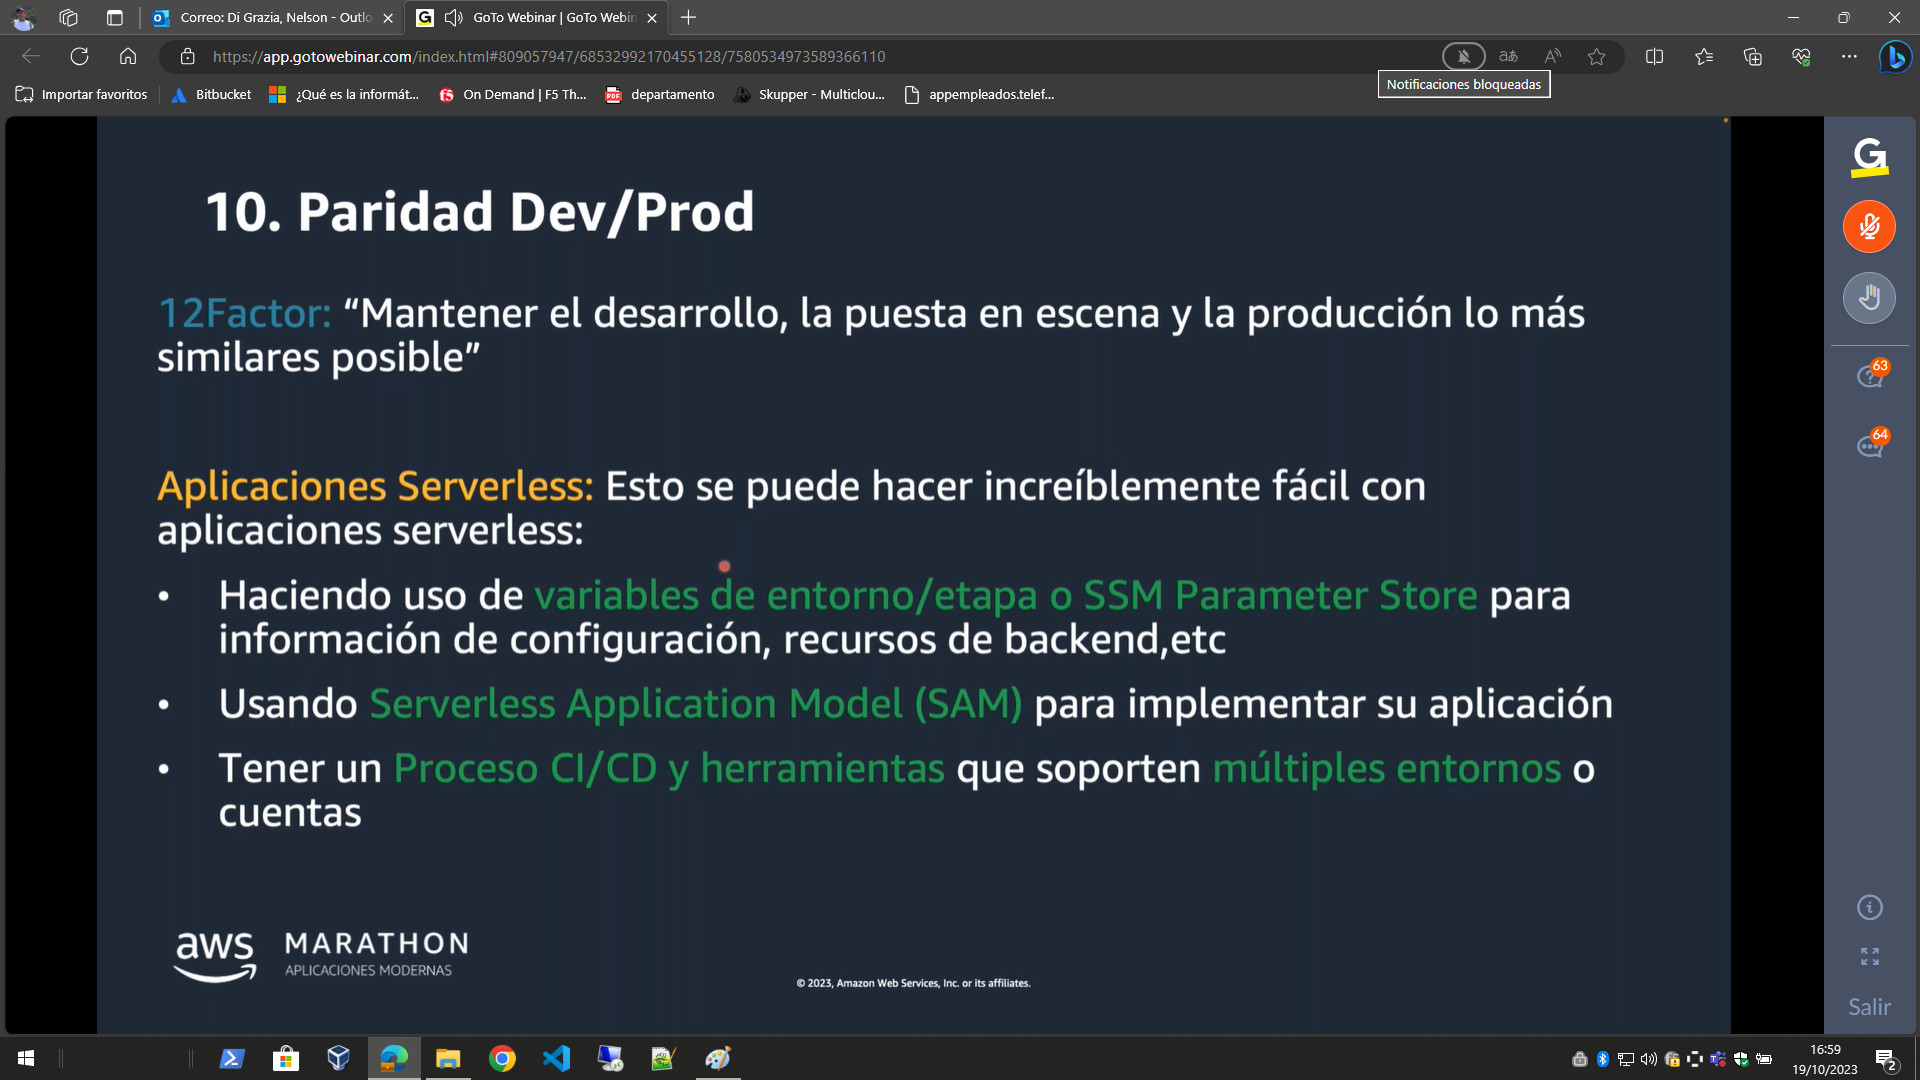 Correo: Di Grazia, Nelson - Outlo
GoTo Webinar | GoTo Webin
https://app.gotowebinar.com/index.html#809057947/68532992170455128/7580534973589366110
aあ
Notificaciones bloqueadas
Importar favoritos
Bitbucket
¿Qué es la informát...
On Demand | F5 Th...
departamento
Skupper - Multiclou...
appempleados.telef...
10. Paridad Dev/Prod
12Factor: “Mantener el desarrollo, la puesta en escena y la producción lo más
similares posible”
Aplicaciones Serverless: Esto se puede hacer increíblemente fácil con
aplicaciones serverless:
• Haciendo uso de variables de entorno/etapa o SSM Parameter Store para
información de configuración, recursos de backend,etc
• Usando Serverless Application Model (SAM) para implementar su aplicación
• Tener un Proceso CI/CD y herramientas que soporten múltiples entornos o
cuentas
aws MARATHON
APLICACIONES MODERNAS
© 2023, Amazon Web Services, Inc. or its affiliates.
G
63
64
Salir
16:59
19/10/2023
2